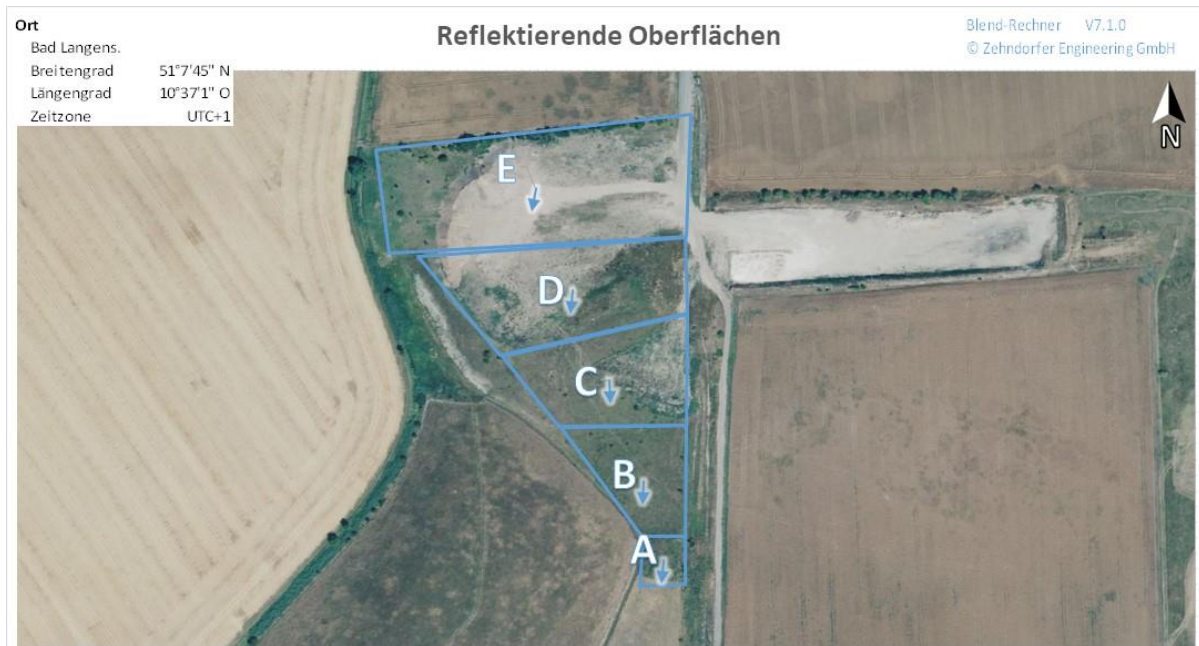 Ort
Bad Langens.
Breitengrad 51°7'45" N
Längengrad 10°37'1" O
Zeitzone UTC+1
Reflektierende Oberflächen
Blend-Rechner V7.1.0
© Zehndorfer Engineering GmbH
N
E
D
C
B
A